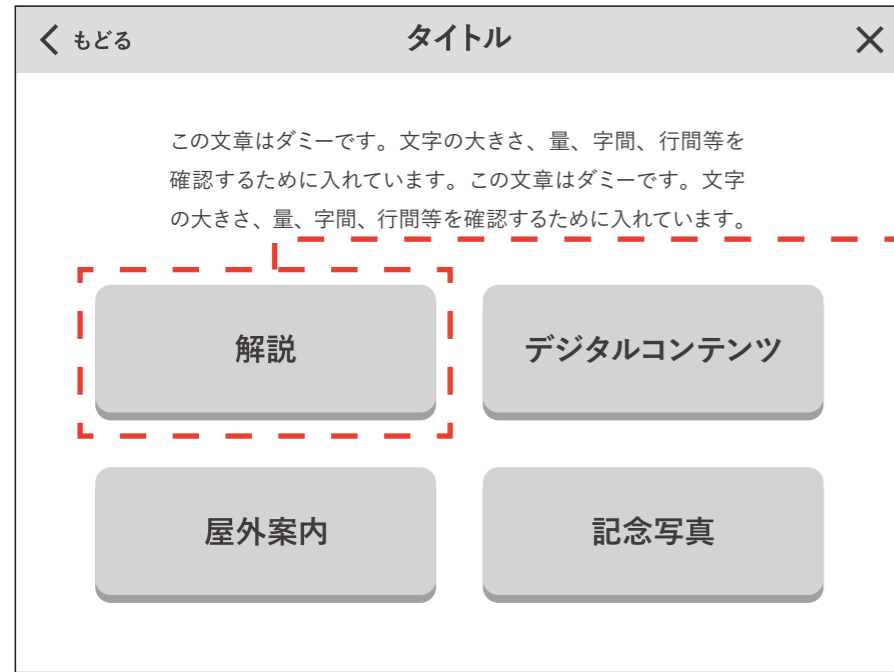 もどる
タイトル
この文章はダミーです。文字の大きさ、量、字間、行間等を
確認するために入れています。この文章はダミーです。文字
の大きさ、量、字間、行間等を確認するために入れています。
解説
デジタルコンテンツ
屋外案内
記念写真